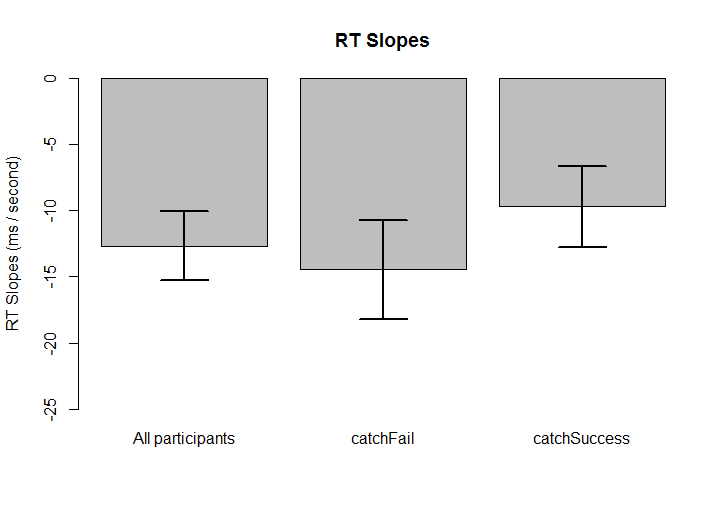 RT Slopes
RT Slopes (ms / second)
0
-5
-10
-15
-20
-25
All participants
catchFail
catchSuccess